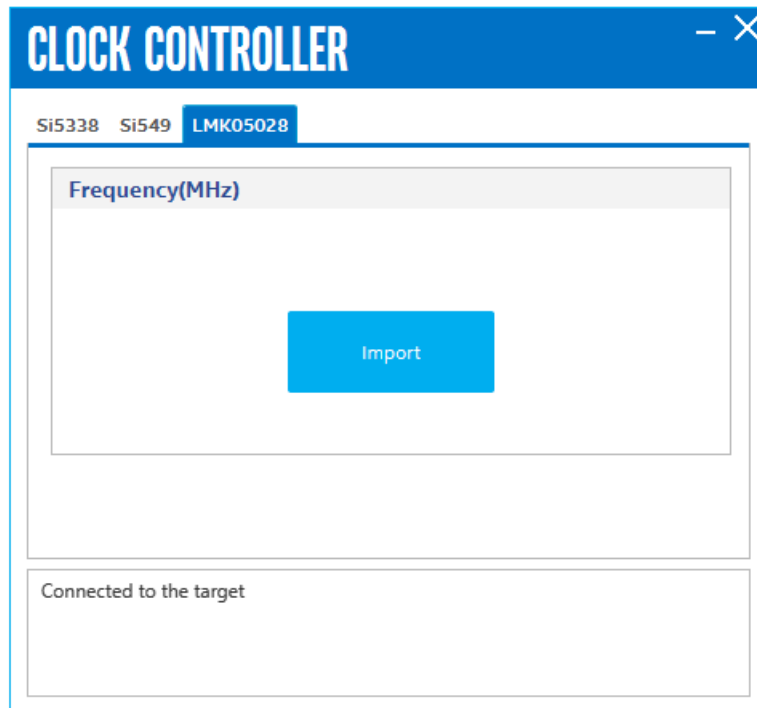 CLOCK CONTROLLER
Si5338 Si549 LMK05028
Frequency(MHz)
Import
Connected to the target